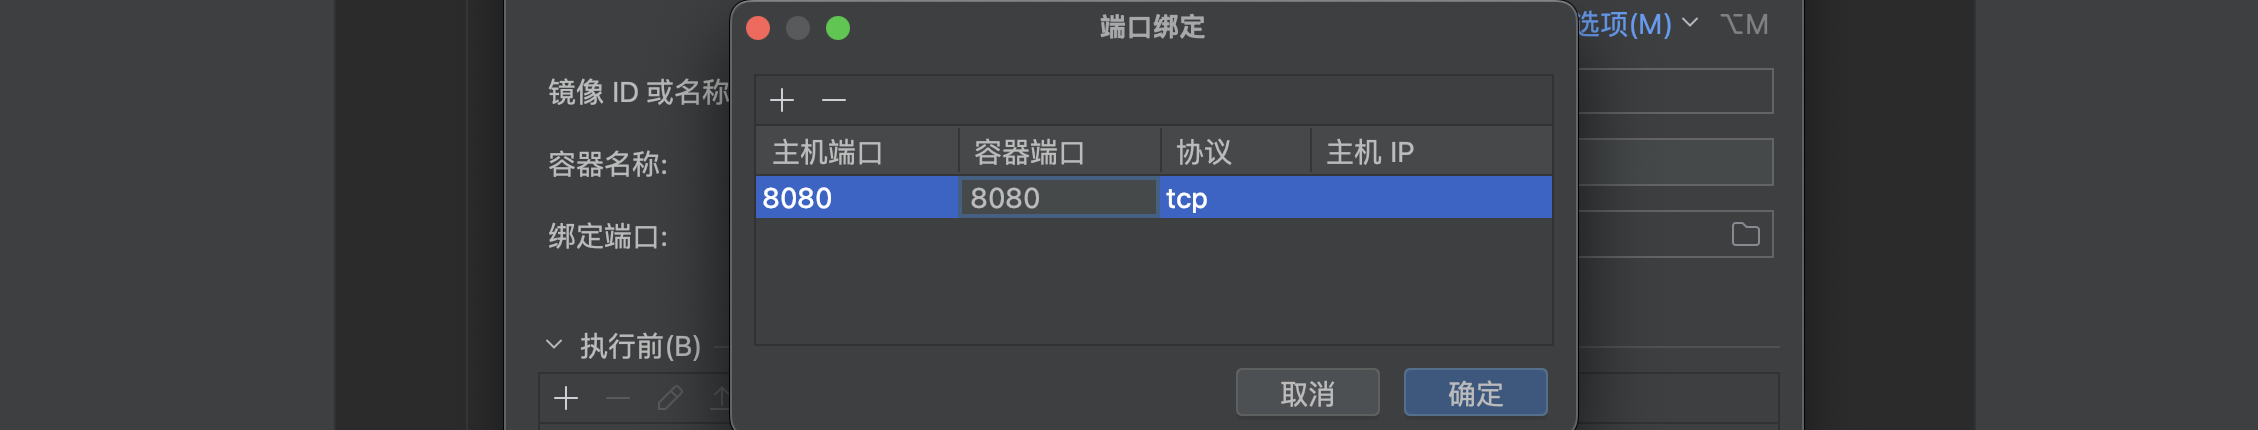 端口绑定
选项(M) ⌥M
镜像 ID 或名称
主机端口 容器端口 协议 主机 IP
容器名称:
8080 8080 tcp
绑定端口:
执行前(B)
取消 确定